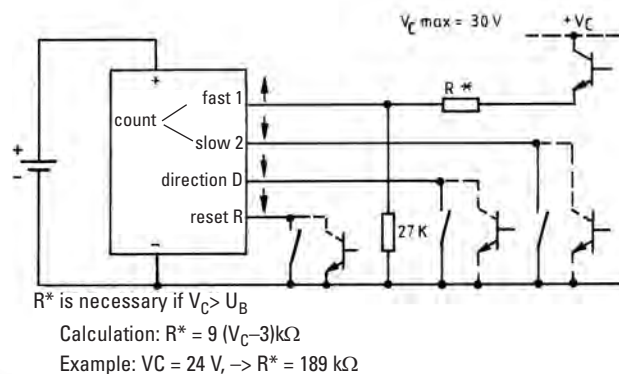 V_C max = 30 V
+V_C
+
fast 1
R *
count
slow 2
+
-
direction D
reset R
27 K
-
R* is necessary if V_C> U_B
Calculation: R* = 9 (V_C–3)kΩ
Example: VC = 24 V, –> R* = 189 kΩ